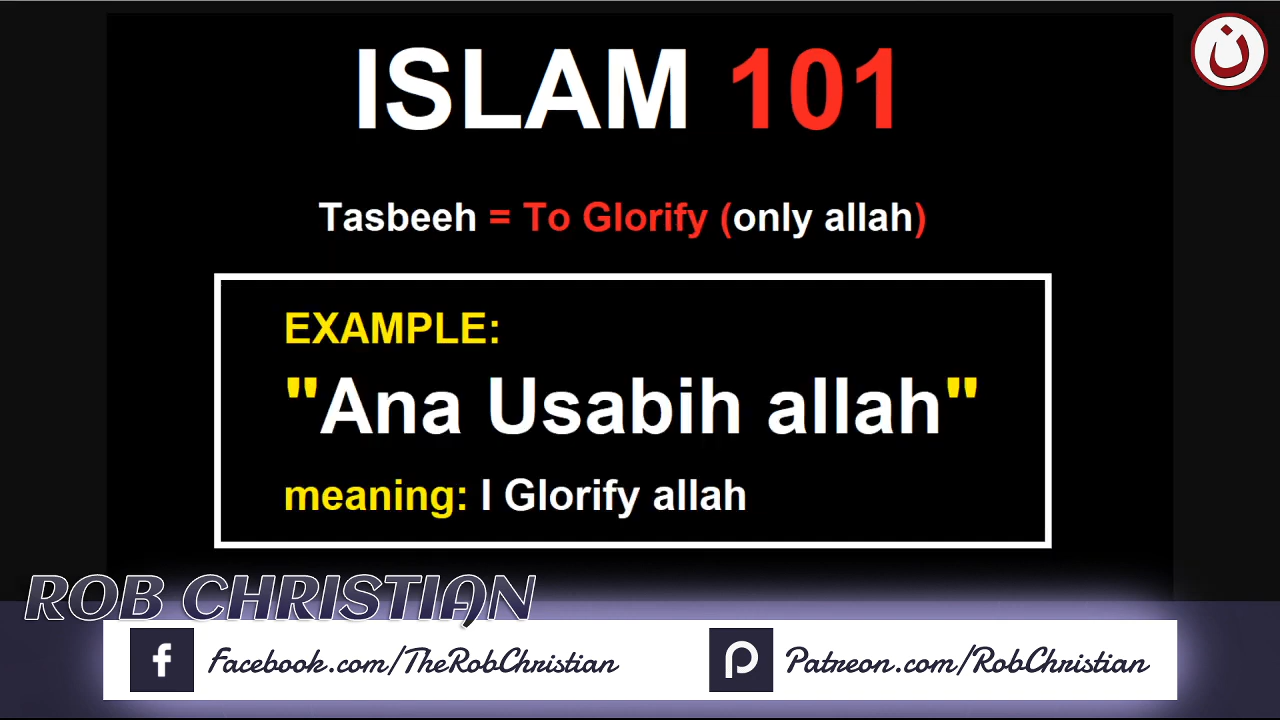 ن
ISLAM 101
Tasbeeh = To Glorify (only allah)
EXAMPLE:
"Ana Usabih allah"
meaning: I Glorify allah
ROB CHRISTIAN
f Facebook.com/TheRobChristian
Patreon.com/RobChristian